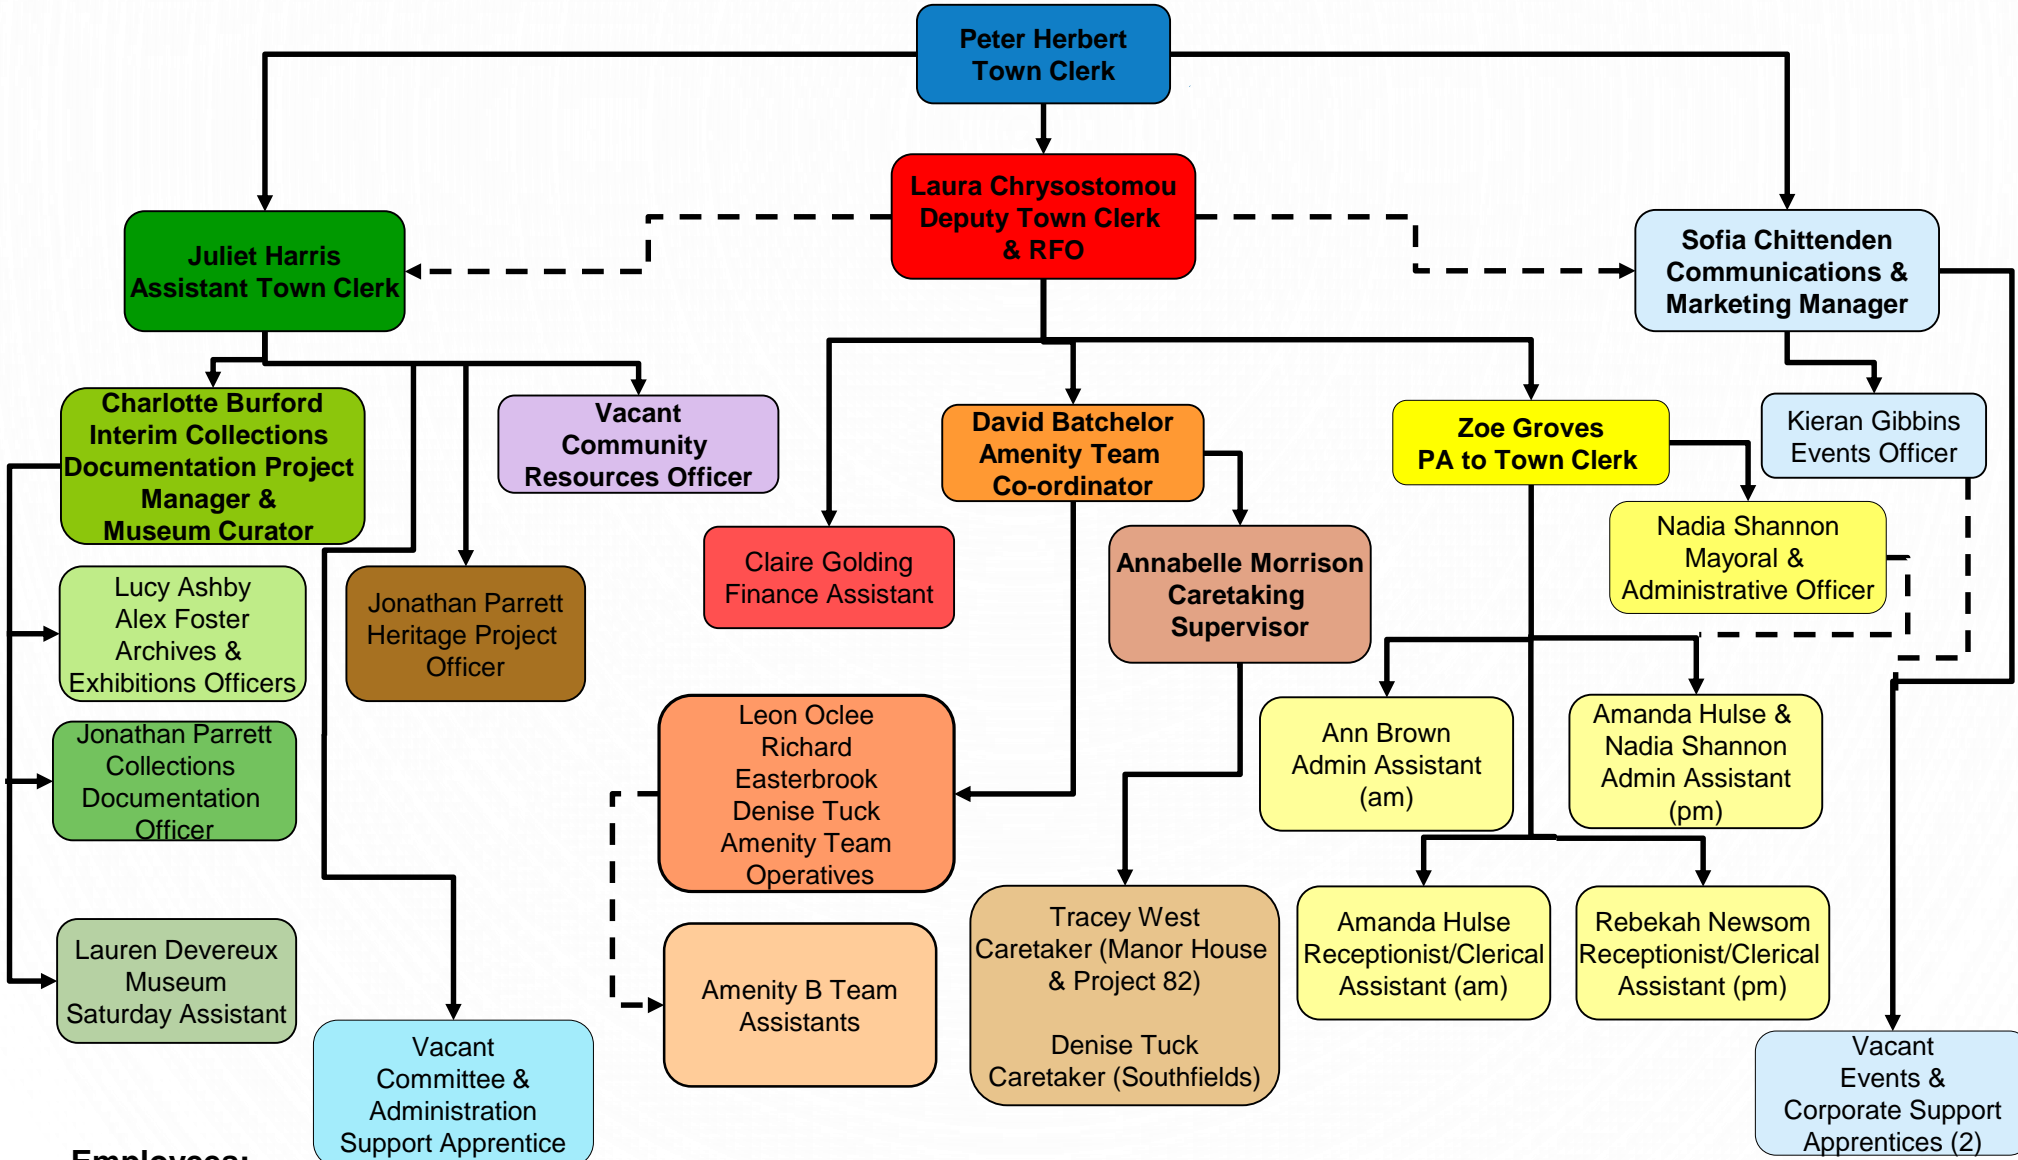 Peter Herbert
Town Clerk
Laura Chrysostomou
Deputy Town Clerk
& RFO
Juliet Harris
Assistant Town Clerk
Sofia Chittenden
Communications &
Marketing Manager
Charlotte Burford
Interim Collections
Documentation Project
Manager &
Museum Curator
Vacant
Community
Resources Officer
David Batchelor
Amenity Team
Co-ordinator
Zoe Groves
PA to Town Clerk
Kieran Gibbins
Events Officer
Nadia Shannon
Mayoral &
Administrative Officer
Claire Golding
Finance Assistant
Annabelle Morrison
Caretaking
Supervisor
Lucy Ashby
Alex Foster
Archives &
Exhibitions Officers
Jonathan Parrett
Heritage Project
Officer
Jonathan Parrett
Collections
Documentation
Officer
Leon Oclee
Richard
Easterbrook
Denise Tuck
Amenity Team
Operatives
Ann Brown
Admin Assistant
(am)
Amanda Hulse &
Nadia Shannon
Admin Assistant
(pm)
Lauren Devereux
Museum
Saturday Assistant
Amenity B Team
Assistants
Tracey West
Caretaker (Manor House
& Project 82)
Denise Tuck
Caretaker (Southfields)
Amanda Hulse
Receptionist/Clerical
Assistant (am)
Rebekah Newsom
Receptionist/Clerical
Assistant (pm)
Vacant
Committee &
Administration
Support Apprentice
Vacant
Events &
Corporate Support
Apprentices (2)
Employees: